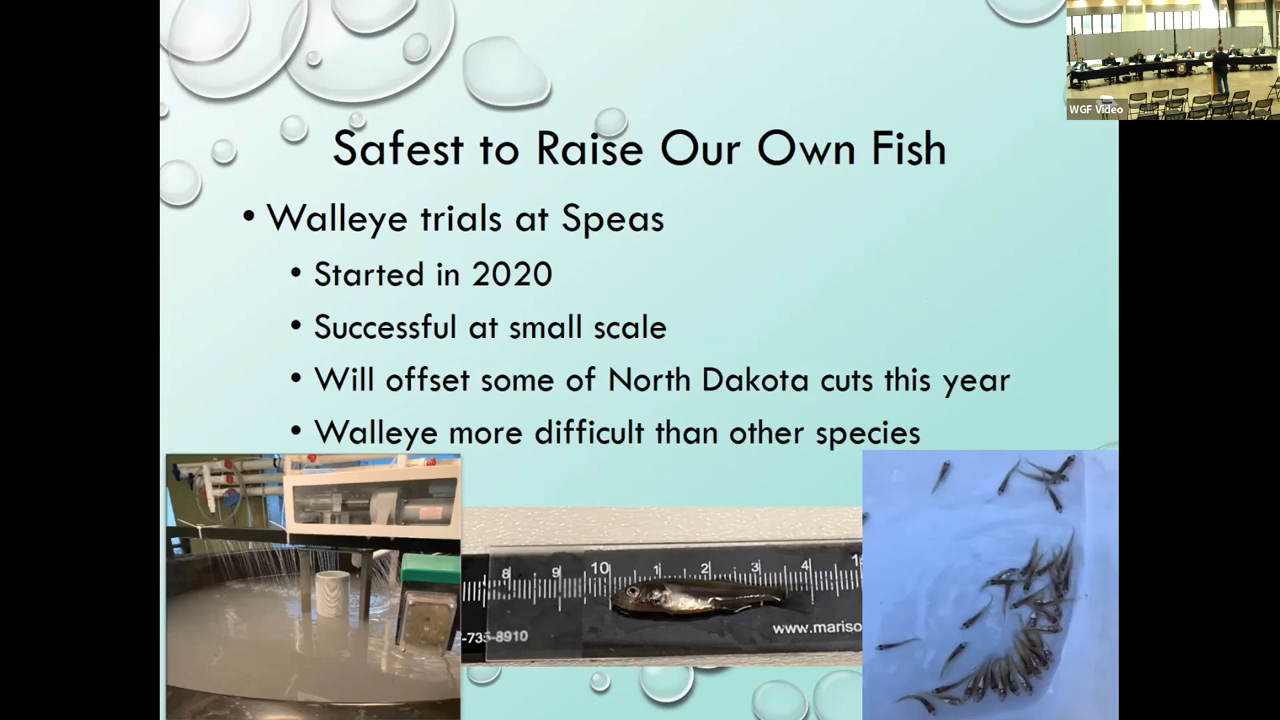 WGF Video
Safest to Raise Our Own Fish
• Walleye trials at Speas
• Started in 2020
• Successful at small scale
• Will offset some of North Dakota cuts this year
• Walleye more difficult than other species
8 9 10 1 2 3 4 1
-735-8910
www.mariso